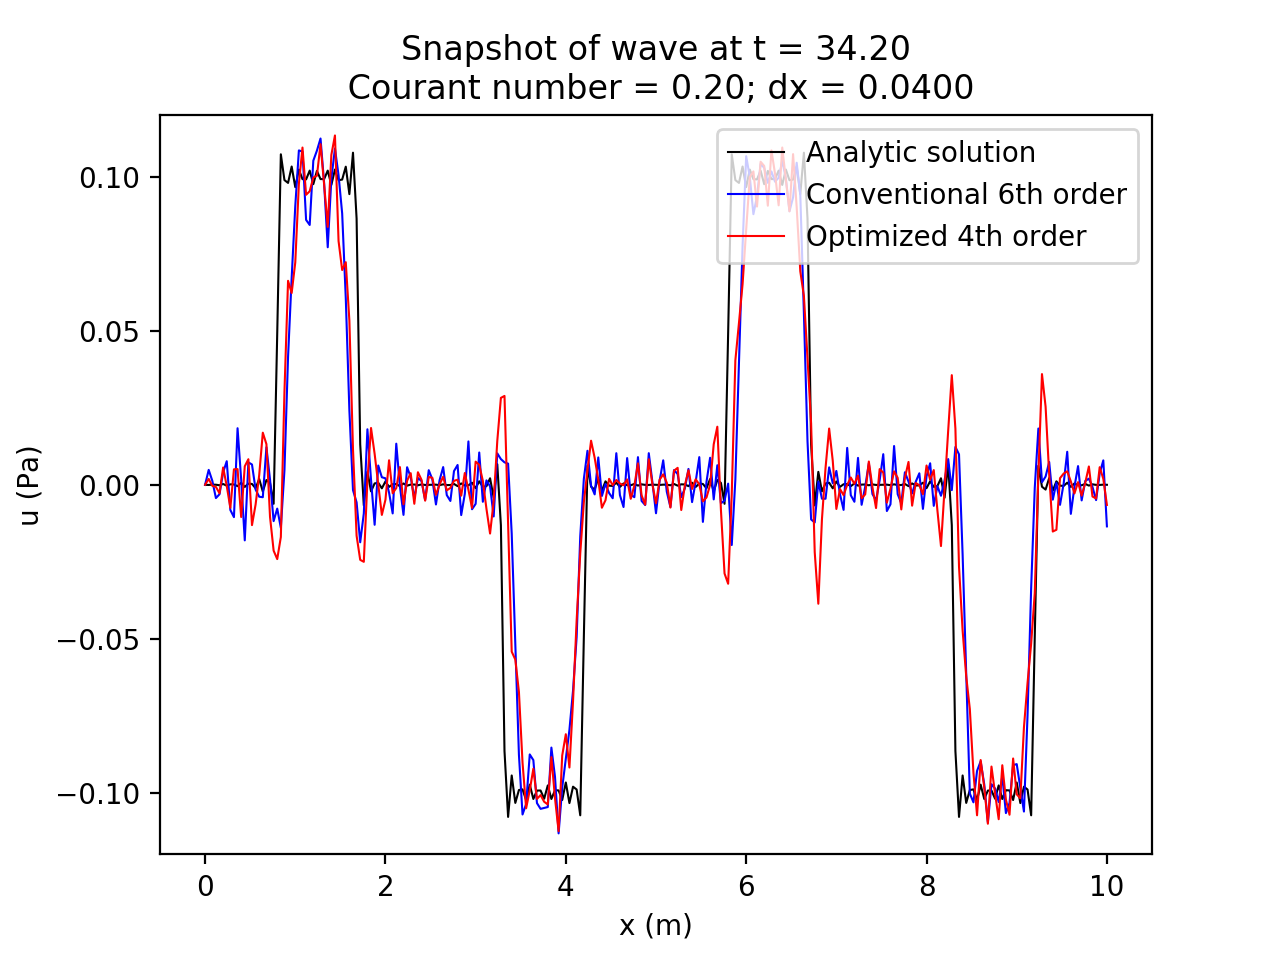 Snapshot of wave at t = 34.20
Courant number = 0.20; dx = 0.0400
Analytic solution
Conventional 6th order
Optimized 4th order
0.10
0.05
0.00
−0.05
−0.10
u (Pa)
0 2 4 6 8 10
x (m)